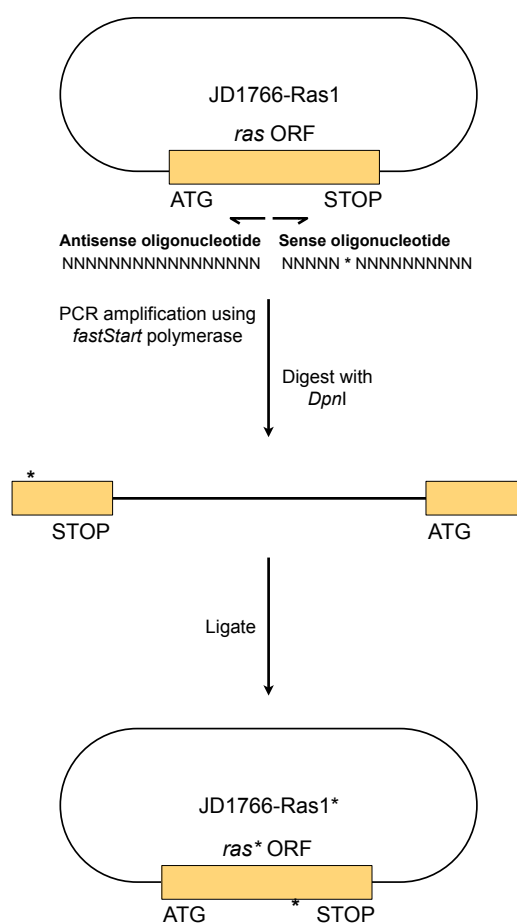 JD1766-Ras1
ras ORF
ATG STOP
Antisense oligonucleotide Sense oligonucleotide
NNNNNNNNNNNNNNNNN NNNNN * NNNNNNNNNN
PCR amplification using
fastStart polymerase
Digest with
DpnI
*
STOP ATG
Ligate
JD1766-Ras1*
ras* ORF
*
ATG STOP